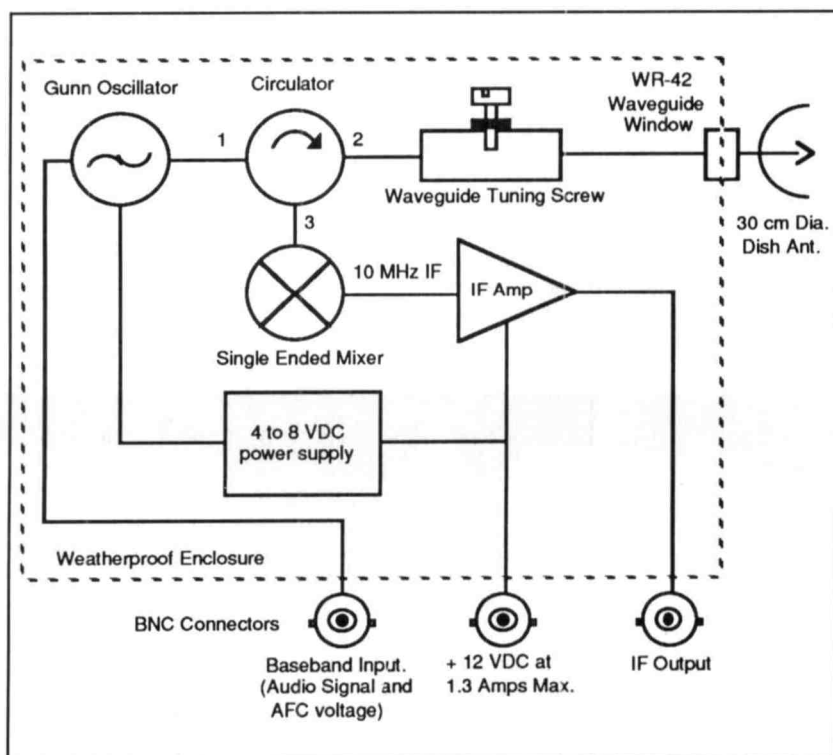 Gunn Oscillator
Circulator
WR-42
Waveguide
Window
1
2
3
Waveguide Tuning Screw
30 cm Dia.
Dish Ant.
10 MHz IF
IF Amp
Single Ended Mixer
4 to 8 VDC
power supply
Weatherproof Enclosure
BNC Connectors
Baseband Input.
(Audio Signal and
AFC voltage)
+ 12 VDC at
1.3 Amps Max.
IF Output